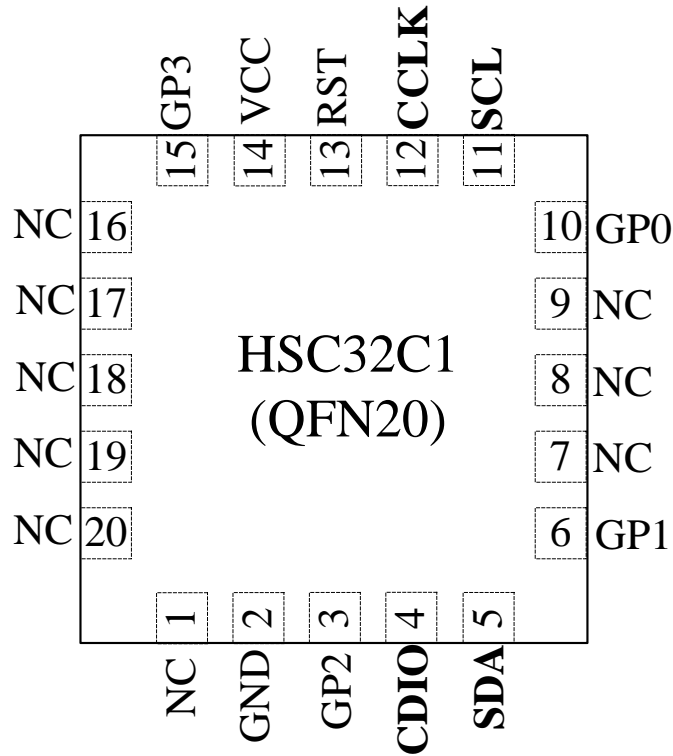 GP3 VCC RST CCLK SCL
15 14 13 12 11
NC 16
10 GP0
NC 17
9 NC
HSC32C1
NC 18
8 NC
(QFN20)
NC 19
7 NC
NC 20
6 GP1
1 2 3 4 5
NC GND GP2 CDIO SDA